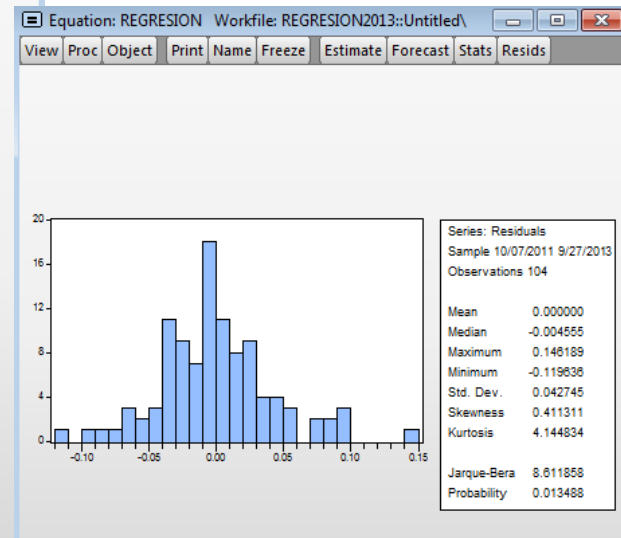 Equation: REGRESION Workfile: REGRESION2013::Untitled\
View Proc Object Print Name Freeze Estimate Forecast Stats Resids
20
16
12
8
4
0
-0.10 -0.05 0.00 0.05 0.10 0.15
Series: Residuals
Sample 10/07/2011 9/27/2013
Observations 104
Mean 0.000000
Median -0.004555
Maximum 0.146189
Minimum -0.119636
Std. Dev. 0.042745
Skewness 0.411311
Kurtosis 4.144834
Jarque-Bera 8.611858
Probability 0.013488